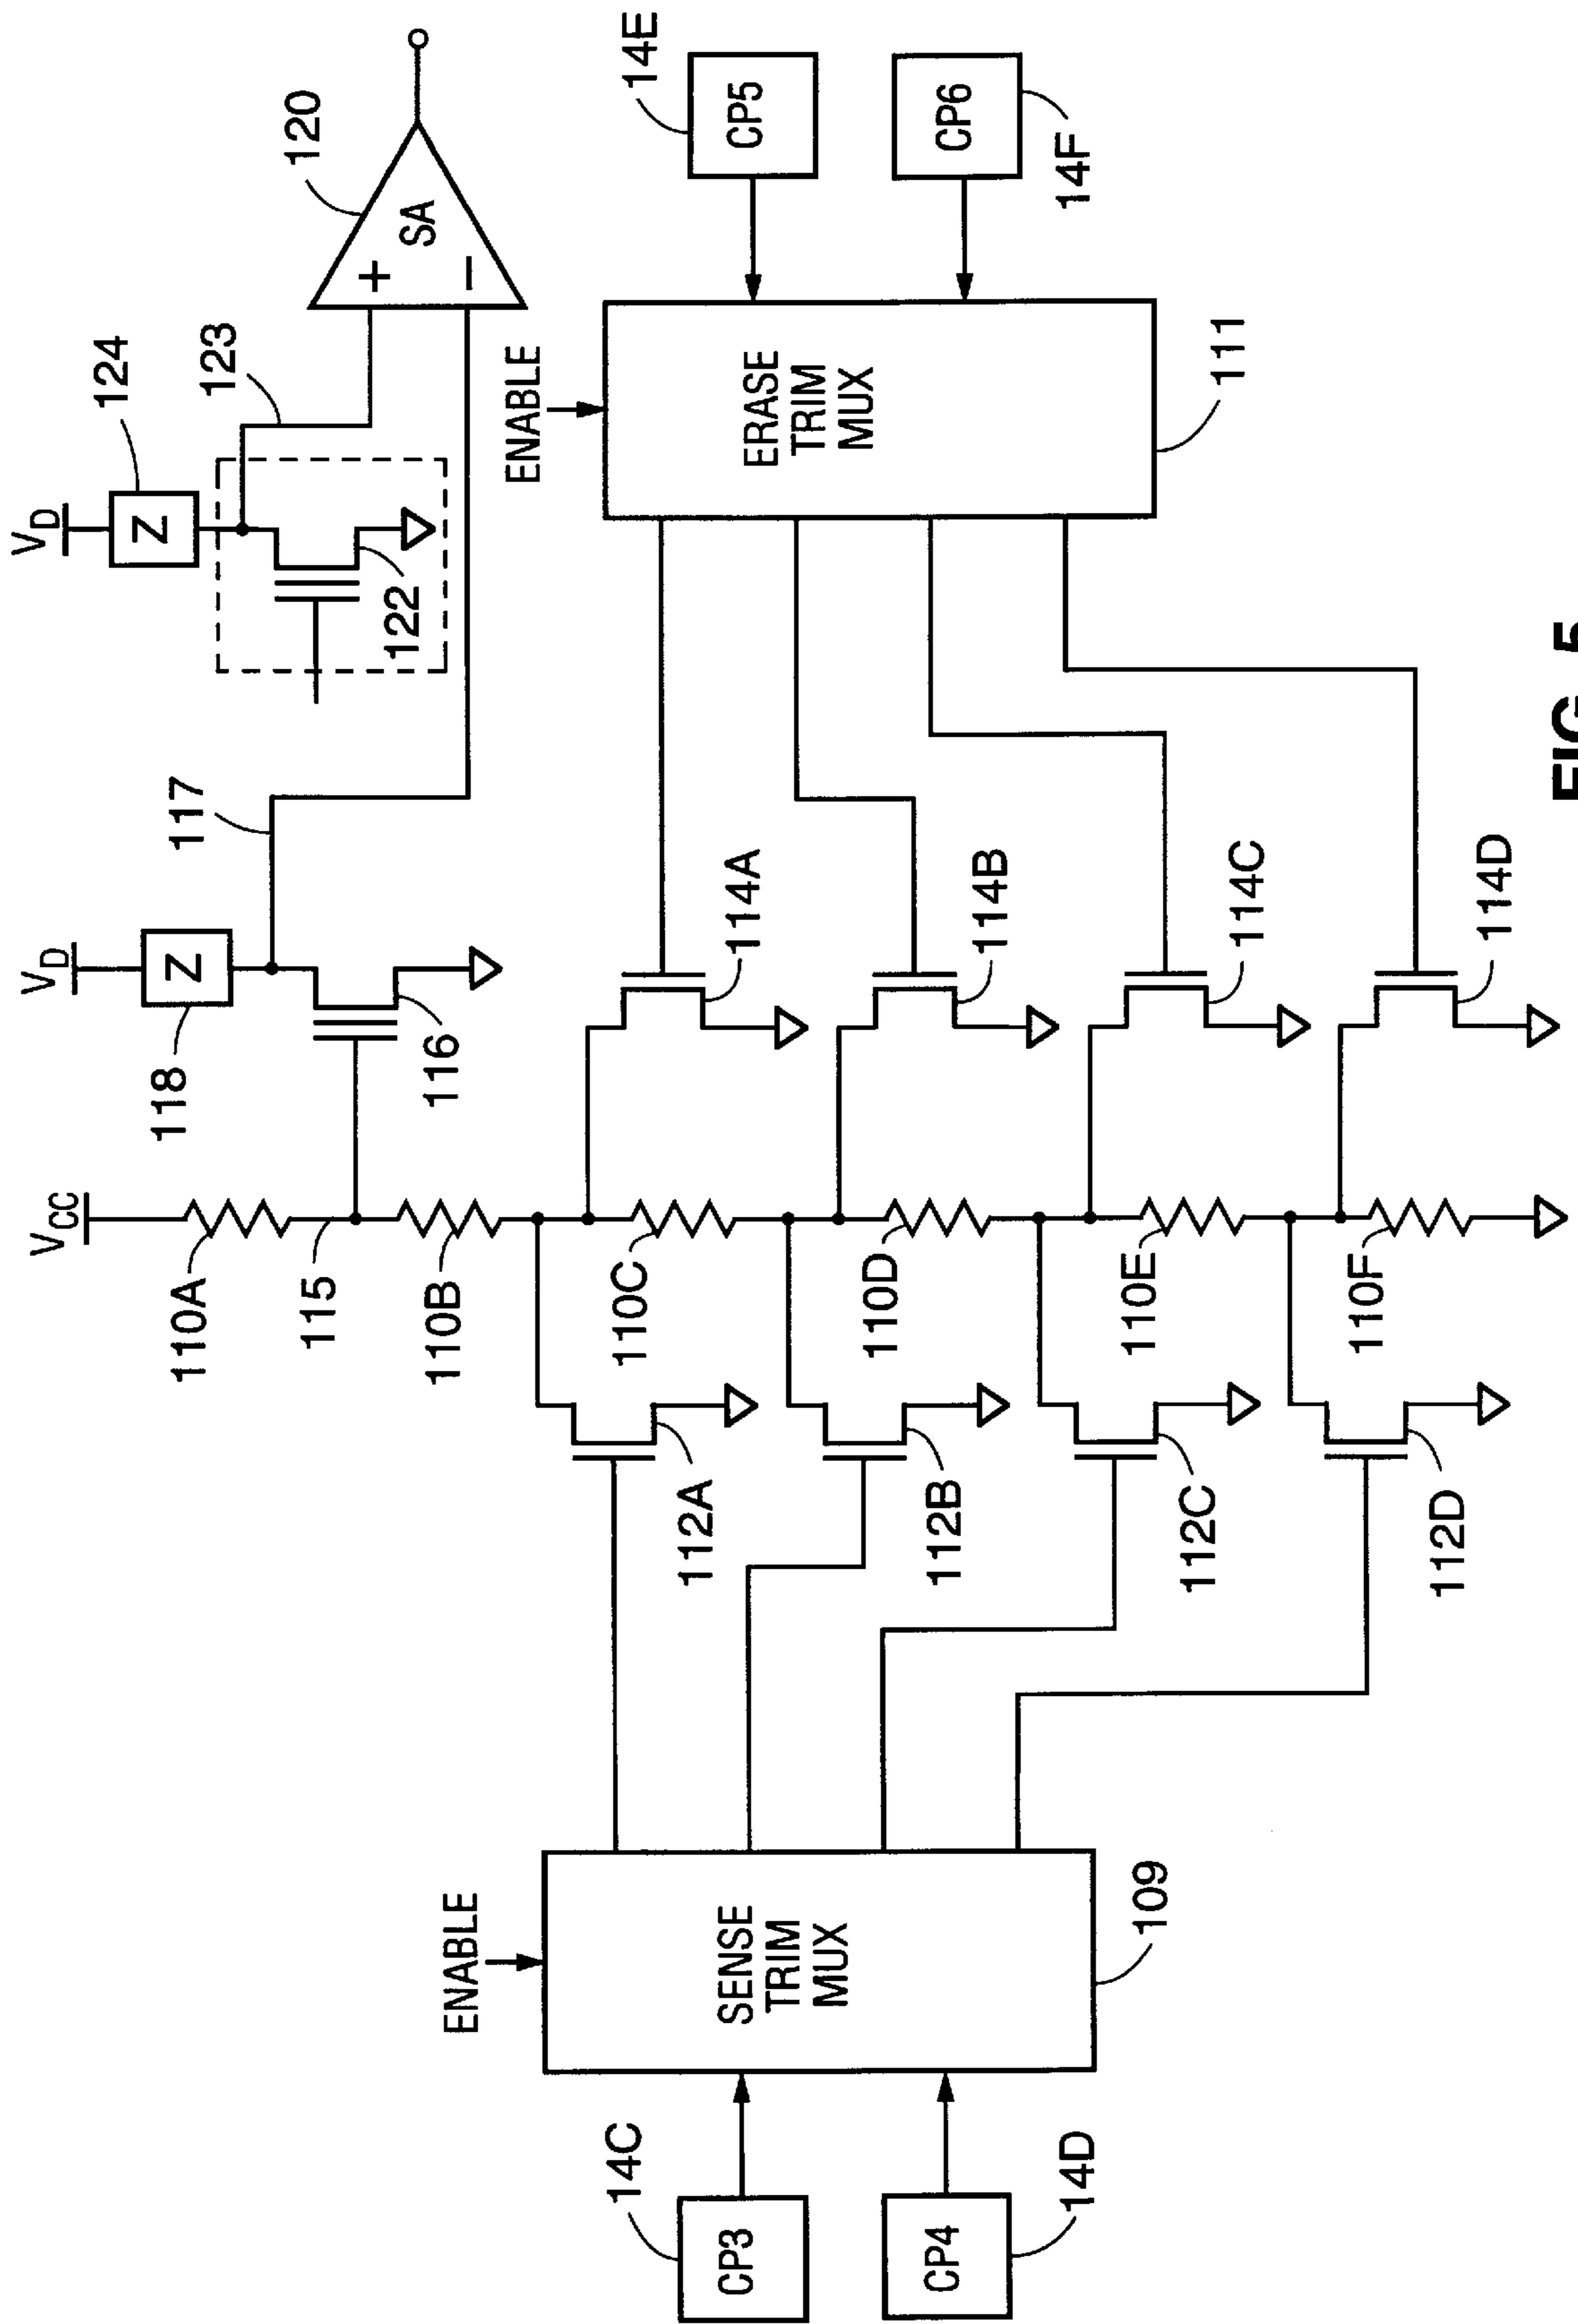 V_D
124
Z
123
120
+
SA
−
122
V_D
118
Z
117
116
V_CC
110A
115
110B
110C
110D
110E
110F
14E
CP5
14F
CP6
ENABLE
ERASE
TRIM
MUX
111
114A
114B
114C
114D
112A
112B
112C
112D
ENABLE
SENSE
TRIM
MUX
109
14C
CP3
14D
CP4
FIG. 5